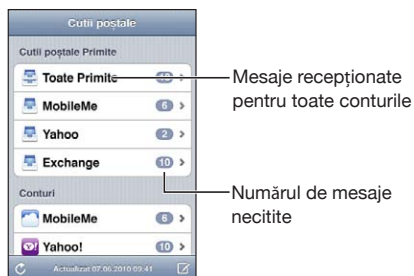 Cutii poștale
Cutii poștale Primite
Toate Primite
MobileMe 6
Yahoo 2
Exchange 10
Conturi
MobileMe 6
Yahoo! 10
Actualizat 07.06.2010 03:41
Mesaje recepționate
pentru toate conturile
Numărul de mesaje
necitite